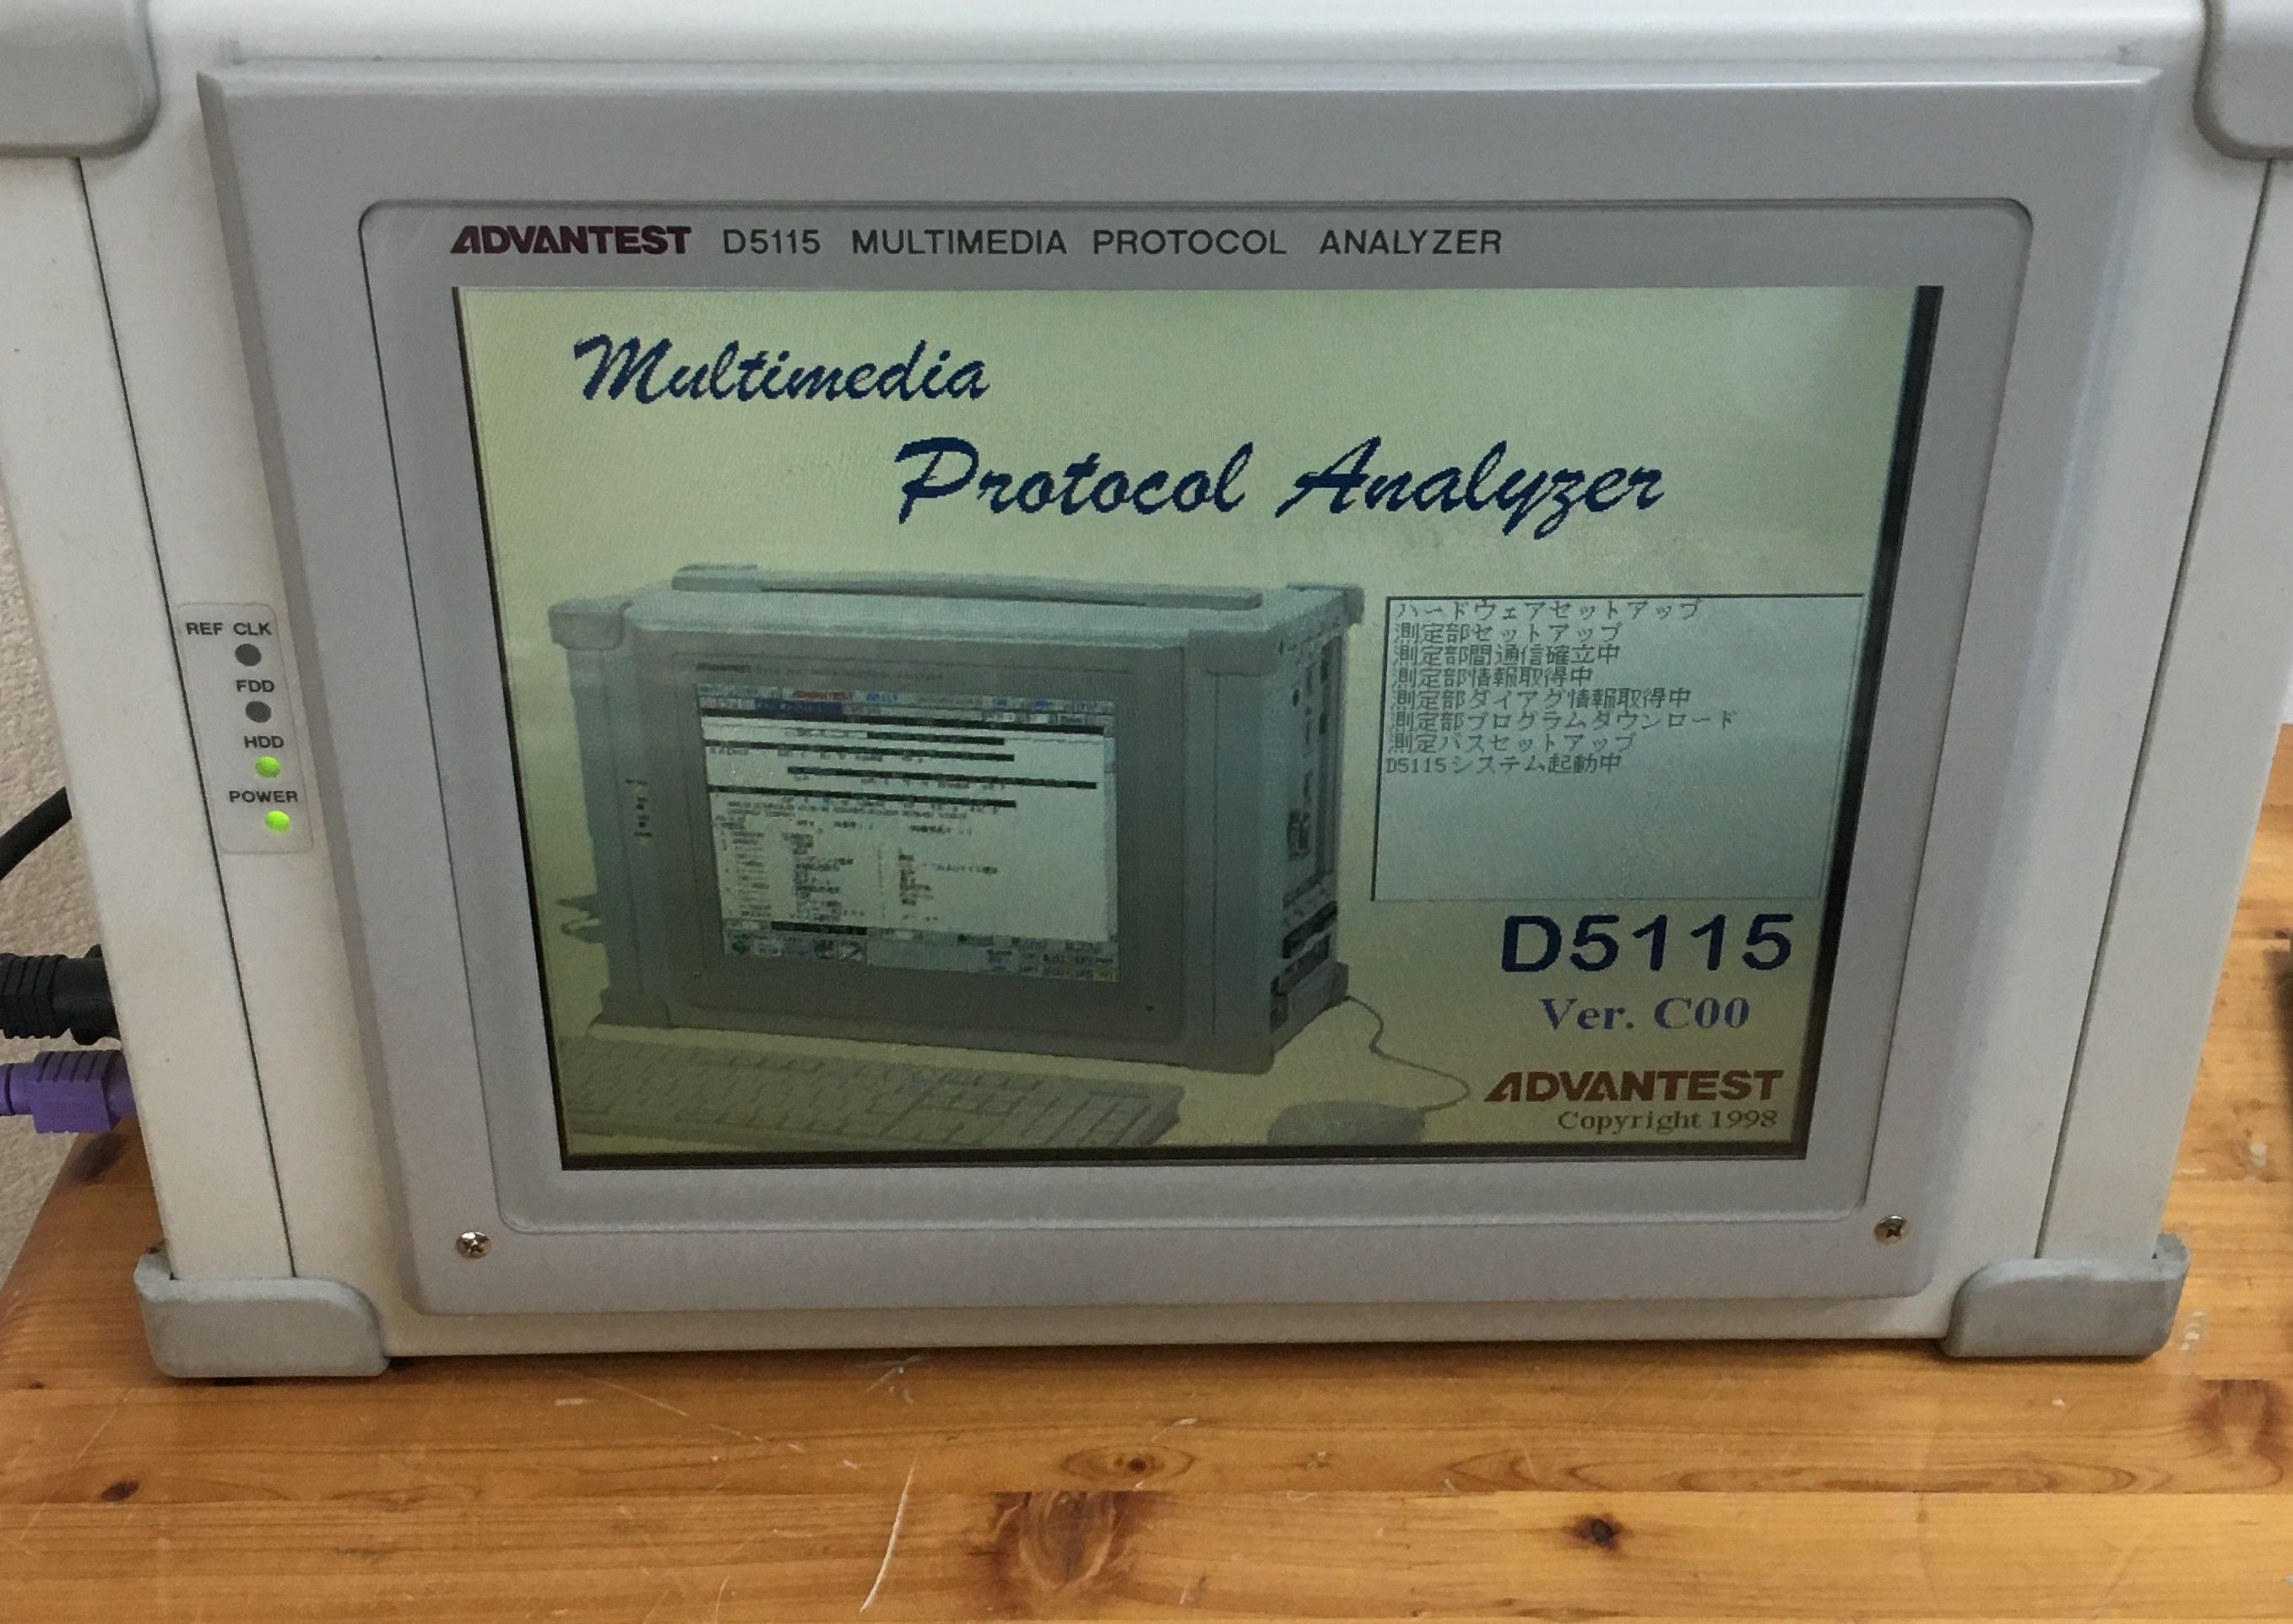 ADVANTEST D5115 MULTIMEDIA PROTOCOL ANALYZER
Multimedia
Protocol Analyzer
ハードウェアセットアップ
測定部セットアップ
測定部間通信確立中
測定部情報取得中
測定部ダイアグ情報取得中
測定部プログラムダウンロード
測定パスセットアップ
D5115システム起動中
D5115
Ver. C00
ADVANTEST
Copyright 1998
REF CLK
FDD
HDD
POWER